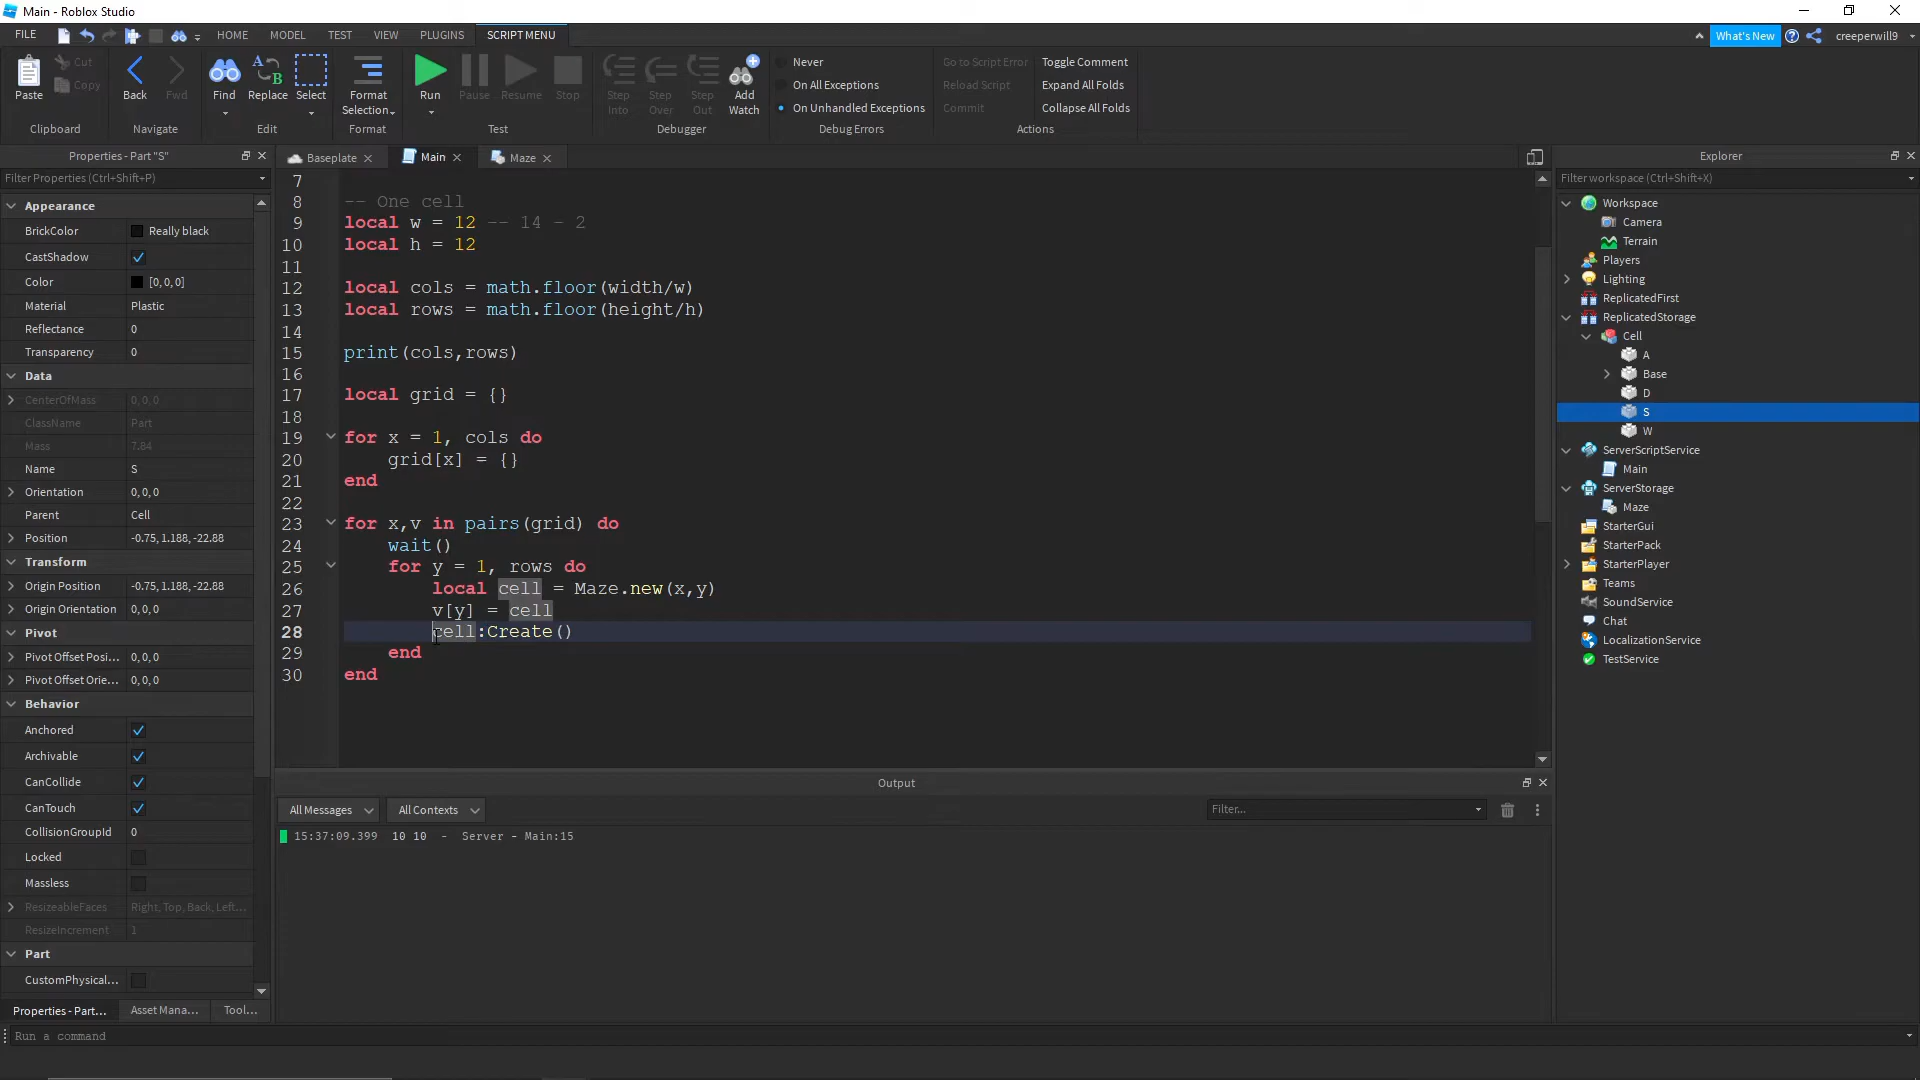 Main - Roblox Studio
FILE
HOME
MODEL
TEST
VIEW
PLUGINS
SCRIPT MENU
What's New
creeperwill9
Paste
Cut
Copy
Clipboard
Back
Fwd
Navigate
Find
Replace
Select
Edit
Format
Selection
Format
Run
Pause
Resume
Stop
Test
Step
Into
Step
Over
Step
Out
Add
Watch
Debugger
Never
On All Exceptions
On Unhandled Exceptions
Debug Errors
Go to Script Error
Reload Script
Commit
Toggle Comment
Expand All Folds
Collapse All Folds
Actions
Properties - Part "S"
Filter Properties (Ctrl+Shift+P)
Appearance
BrickColor Really black
CastShadow
Color [0, 0, 0]
Material Plastic
Reflectance 0
Transparency 0
Data
CenterOfMass 0, 0, 0
ClassName Part
Mass 7.84
Name S
Orientation 0, 0, 0
Parent Cell
Position -0.75, 1.188, -22.88
Transform
Origin Position -0.75, 1.188, -22.88
Origin Orientation 0, 0, 0
Pivot
Pivot Offset Posi... 0, 0, 0
Pivot Offset Orie... 0, 0, 0
Behavior
Anchored
Archivable
CanCollide
CanTouch
CollisionGroupId 0
Locked
Massless
ResizeableFaces Right, Top, Back, Left...
ResizeIncrement 1
Part
CustomPhysical...
Properties - Part... Asset Mana... Tool...
Run a command
Baseplate
Main
Maze
7
8 -- One cell
9 local w = 12 -- 14 - 2
10 local h = 12
11
12 local cols = math.floor(width/w)
13 local rows = math.floor(height/h)
14
15 print(cols,rows)
16
17 local grid = {}
18
19 for x = 1, cols do
20 grid[x] = {}
21 end
22
23 for x,v in pairs(grid) do
24 wait()
25 for y = 1, rows do
26 local cell = Maze.new(x,y)
27 v[y] = cell
28 cell:Create()
29 end
30 end
Output
All Messages
All Contexts
Filter...
15:37:09.399 10 10 - Server - Main:15
Explorer
Filter workspace (Ctrl+Shift+X)
Workspace
Camera
Terrain
Players
Lighting
ReplicatedFirst
ReplicatedStorage
Cell
A
Base
D
S
W
ServerScriptService
Main
ServerStorage
Maze
StarterGui
StarterPack
StarterPlayer
Teams
SoundService
Chat
LocalizationService
TestService